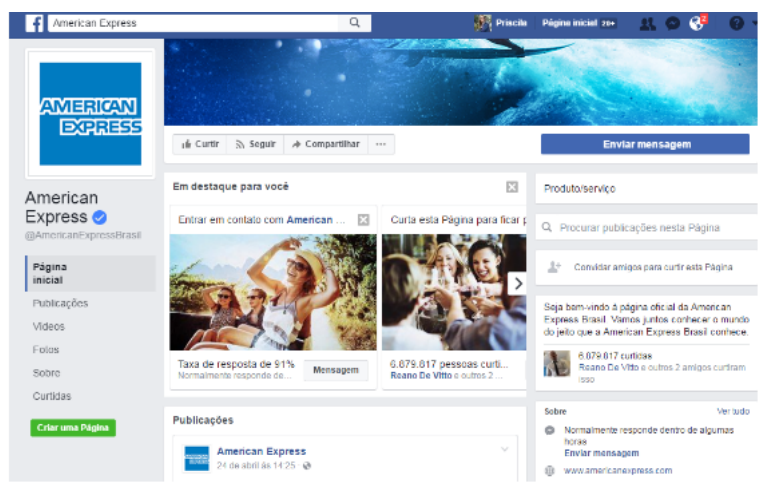 American Express
Priscila
Página inicial 20+
2
AMERICAN
EXPRESS
Curtir
Seguir
Compartilhar
Enviar mensagem
American
Express
@AmericanExpressBrasil
Página
inicial
Publicações
Vídeos
Fotos
Sobre
Curtidas
Criar uma Página
Em destaque para você
Entrar em contato com American ...
Taxa de resposta de 91%
Normalmente responde de...
Mensagem
Curta esta Página para ficar p
6.879.817 pessoas curti...
Reano De Vitto e outros 2 ...
Publicações
American Express
24 de abril às 14:25
Produto/serviço
Procurar publicações nesta Página
Convidar amigos para curtir esta Página
Seja bem-vindo à página oficial da American
Express Brasil. Vamos juntos conhecer o mundo
do jeito que a American Express Brasil conhece.
6.879.817 curtidas
Reano De Vitto e outros 2 amigos curtiram
isso
Sobre
Ver tudo
Normalmente responde dentro de algumas
horas
Enviar mensagem
www.americanexpress.com